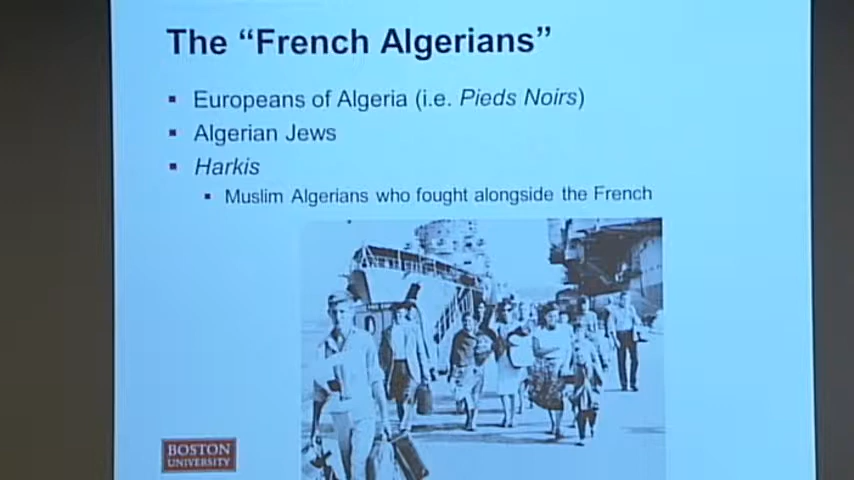 The “French Algerians”
▪ Europeans of Algeria (i.e. Pieds Noirs)
▪ Algerian Jews
▪ Harkis
▪ Muslim Algerians who fought alongside the French
BOSTON
UNIVERSITY